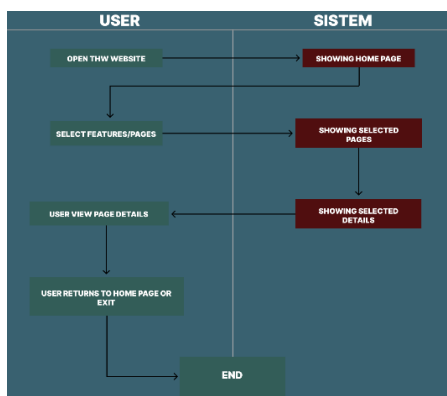 USER SISTEM
OPEN THW WEBSITE
SHOWING HOME PAGE
SELECT FEATURES/PAGES
SHOWING SELECTED
PAGES
USER VIEW PAGE DETAILS
SHOWING SELECTED
DETAILS
USER RETURNS TO HOME PAGE OR
EXIT
END